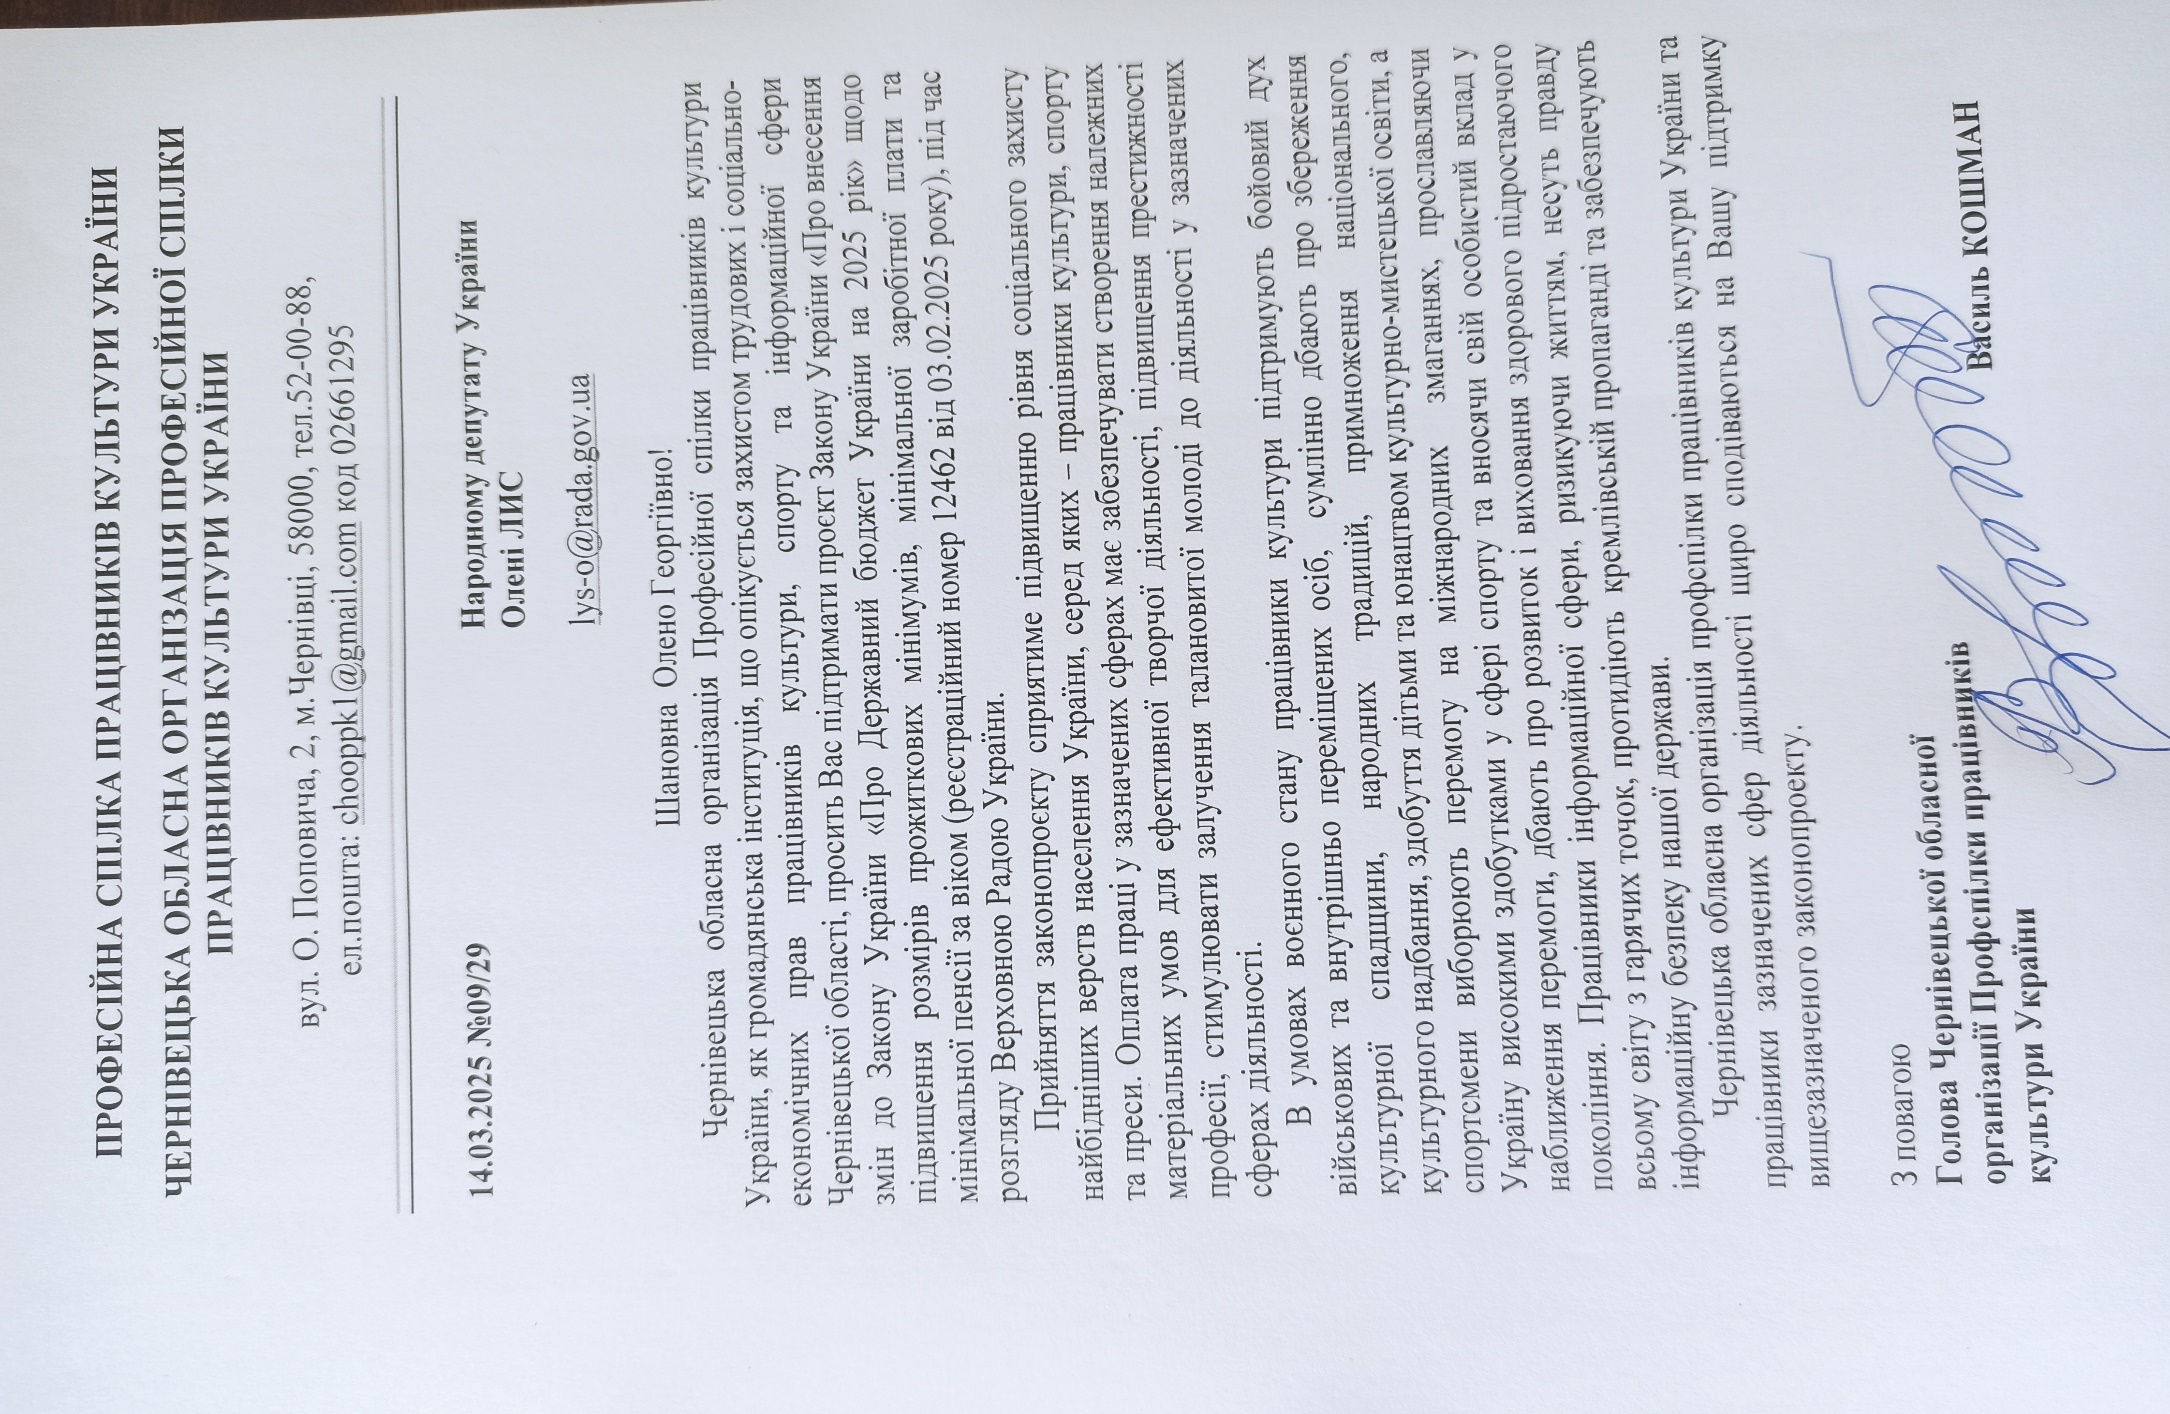 ПРОФЕСІЙНА СПІЛКА ПРАЦІВНИКІВ КУЛЬТУРИ УКРАЇНИ
ЧЕРНІВЕЦЬКА ОБЛАСНА ОРГАНІЗАЦІЯ ПРОФЕСІЙНОЇ СПІЛКИ
ПРАЦІВНИКІВ КУЛЬТУРИ УКРАЇНИ
вул. О. Поповича, 2, м.Чернівці, 58000, тел.52-00-88,
ел.пошта: chooppk1@gmail.com код 02661295
14.03.2025 №09/29
Народному депутату України
Олені ЛИС
lys-o@rada.gov.ua
Шановна Олено Георгіївно!
Чернівецька обласна організація Професійної спілки працівників культури
України, як громадянська інституція, що опікується захистом трудових і соціально-
економічних прав працівників культури, спорту та інформаційної сфери
Чернівецької області, просить Вас підтримати проєкт Закону України «Про внесення
змін до Закону України «Про Державний бюджет України на 2025 рік» щодо
підвищення розмірів прожиткових мінімумів, мінімальної заробітної плати та
мінімальної пенсії за віком (реєстраційний номер 12462 від 03.02.2025 року), під час
розгляду Верховною Радою України.
Прийняття законопроєкту сприятиме підвищенню рівня соціального захисту
найбідніших верств населення України, серед яких – працівники культури, спорту
та преси. Оплата праці у зазначених сферах має забезпечувати створення належних
матеріальних умов для ефективної творчої діяльності, підвищення престижності
професії, стимулювати залучення талановитої молоді до діяльності у зазначених
сферах діяльності.
В умовах воєнного стану працівники культури підтримують бойовий дух
військових та внутрішньо переміщених осіб, сумлінно дбають про збереження
культурної спадщини, народних традицій, примноження національного,
культурного надбання, здобуття дітьми та юнацтвом культурно-мистецької освіти, а
спортсмени виборюють перемогу на міжнародних змаганнях, прославляючи
Україну високими здобутками у сфері спорту та вносячи свій особистий вклад у
наближення перемоги, дбають про розвиток і виховання здорового підростаючого
покоління. Працівники інформаційної сфери, ризикуючи життям, несуть правду
всьому світу з гарячих точок, протидіють кремлівській пропаганді та забезпечують
інформаційну безпеку нашої держави.
Чернівецька обласна організація профспілки працівників культури України та
працівники зазначених сфер діяльності щиро сподіваються на Вашу підтримку
вищезазначеного законопроекту.
З повагою
Голова Чернівецької обласної
організації Профспілки працівників
культури України
Василь КОШМАН